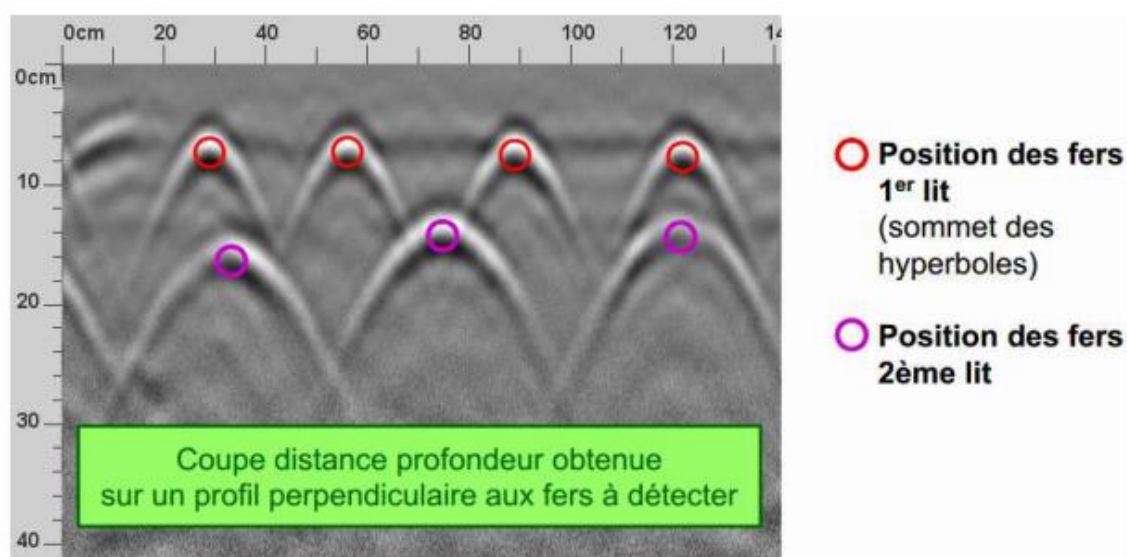 0cm 20 40 60 80 100 120 14
0cm
10
20
30
40
Position des fers
1er lit
(sommet des
hyperboles)
Position des fers
2ème lit
Coupe distance profondeur obtenue
sur un profil perpendiculaire aux fers à détecter